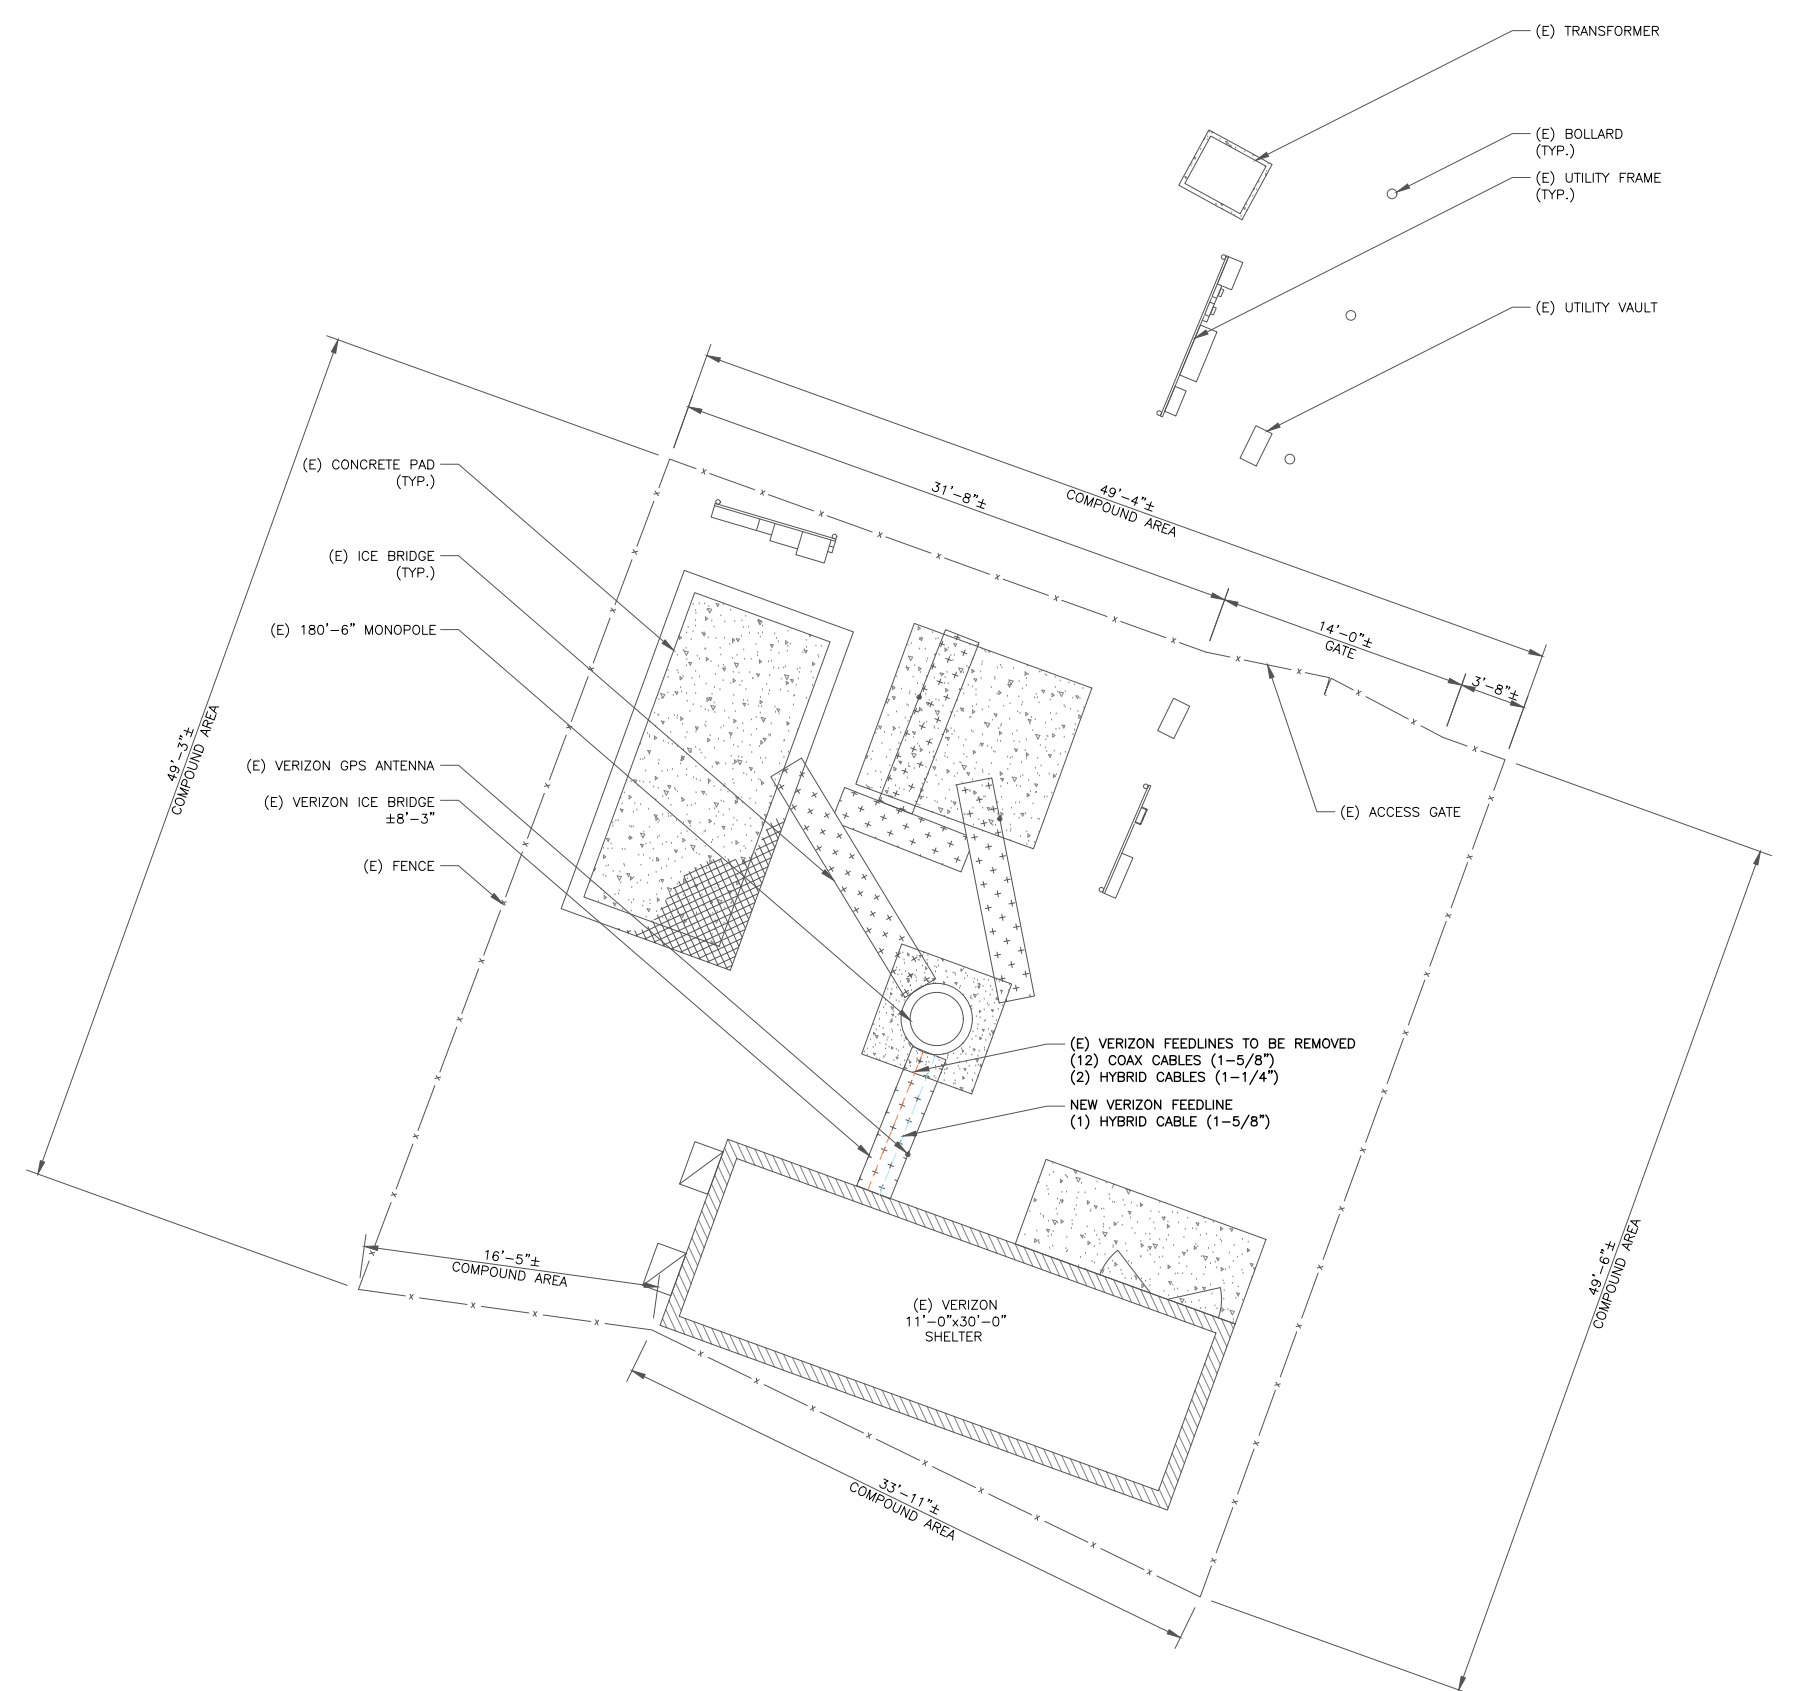 (E) TRANSFORMER
(E) BOLLARD
(TYP.)
(E) UTILITY FRAME
(TYP.)
(E) UTILITY VAULT
49'-4"±
COMPOUND AREA
31'-8"±
14'-0"±
GATE
3'-8"±
(E) CONCRETE PAD
(TYP.)
(E) ICE BRIDGE
(TYP.)
(E) 180'-6" MONOPOLE
49'-3"±
COMPOUND AREA
(E) VERIZON GPS ANTENNA
(E) VERIZON ICE BRIDGE
±8'-3"
(E) FENCE
(E) ACCESS GATE
(E) VERIZON FEEDLINES TO BE REMOVED
(12) COAX CABLES (1-5/8")
(2) HYBRID CABLES (1-1/4")
NEW VERIZON FEEDLINE
(1) HYBRID CABLE (1-5/8")
16'-5"±
COMPOUND AREA
(E) VERIZON
11'-0"x30'-0"
SHELTER
49'-6"±
COMPOUND AREA
33'-11"±
COMPOUND AREA